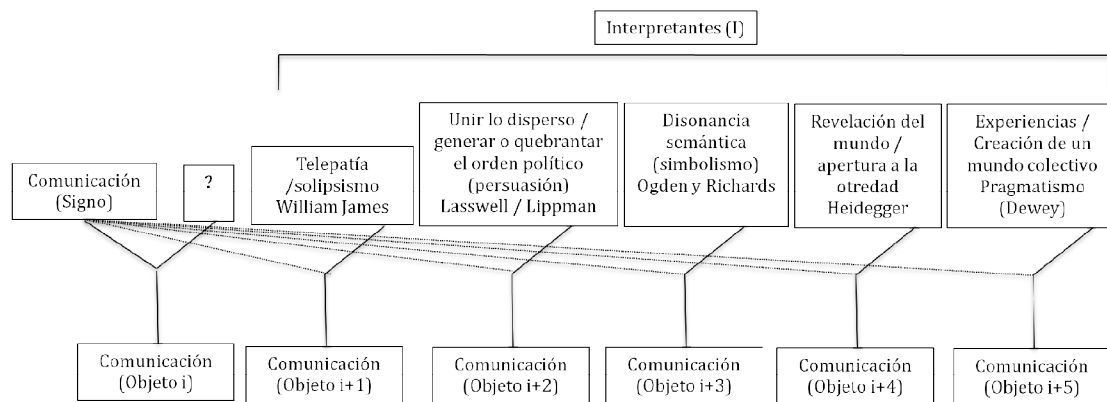 Interpretantes (I)
Comunicación
(Signo)
?
Telepatía
/solipsismo
William James
Unir lo disperso /
generar o quebrantar
el orden político
(persuasión)
Lasswell / Lippman
Disonancia
semántica
(simbolismo)
Ogden y Richards
Revelación del
mundo /
apertura a la
otredad
Heidegger
Experiencias /
Creación de un
mundo colectivo
Pragmatismo
(Dewey)
Comunicación
(Objeto i)
Comunicación
(Objeto i+1)
Comunicación
(Objeto i+2)
Comunicación
(Objeto i+3)
Comunicación
(Objeto i+4)
Comunicación
(Objeto i+5)